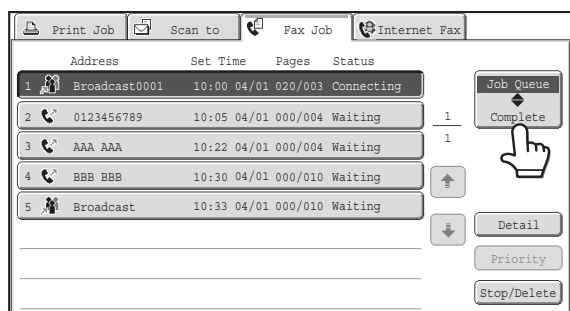 Print Job Scan to Fax Job Internet Fax
Address Set Time Pages Status
1 Broadcast0001 10:00 04/01 020/003 Connecting
2 0123456789 10:05 04/01 000/004 Waiting
3 AAA AAA 10:22 04/01 000/004 Waiting
4 BBB BBB 10:30 04/01 000/010 Waiting
5 Broadcast 10:33 04/01 000/010 Waiting
1
1
Job Queue
Complete
Detail
Priority
Stop/Delete